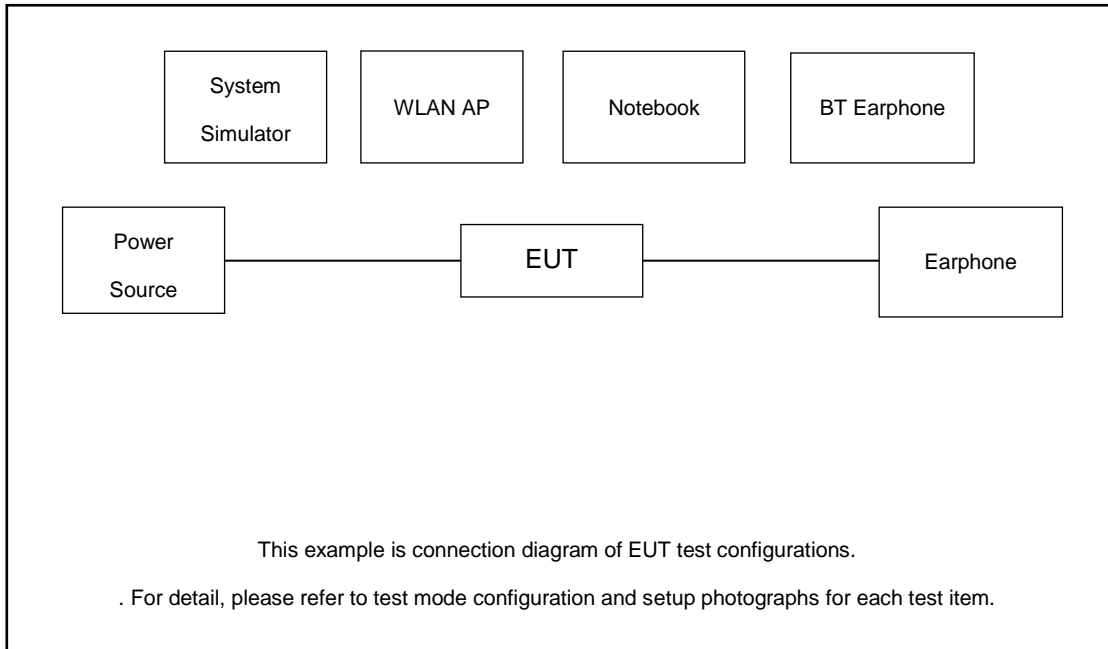 System
Simulator
WLAN AP
Notebook
BT Earphone
Power
Source
EUT
Earphone
This example is connection diagram of EUT test configurations.
. For detail, please refer to test mode configuration and setup photographs for each test item.